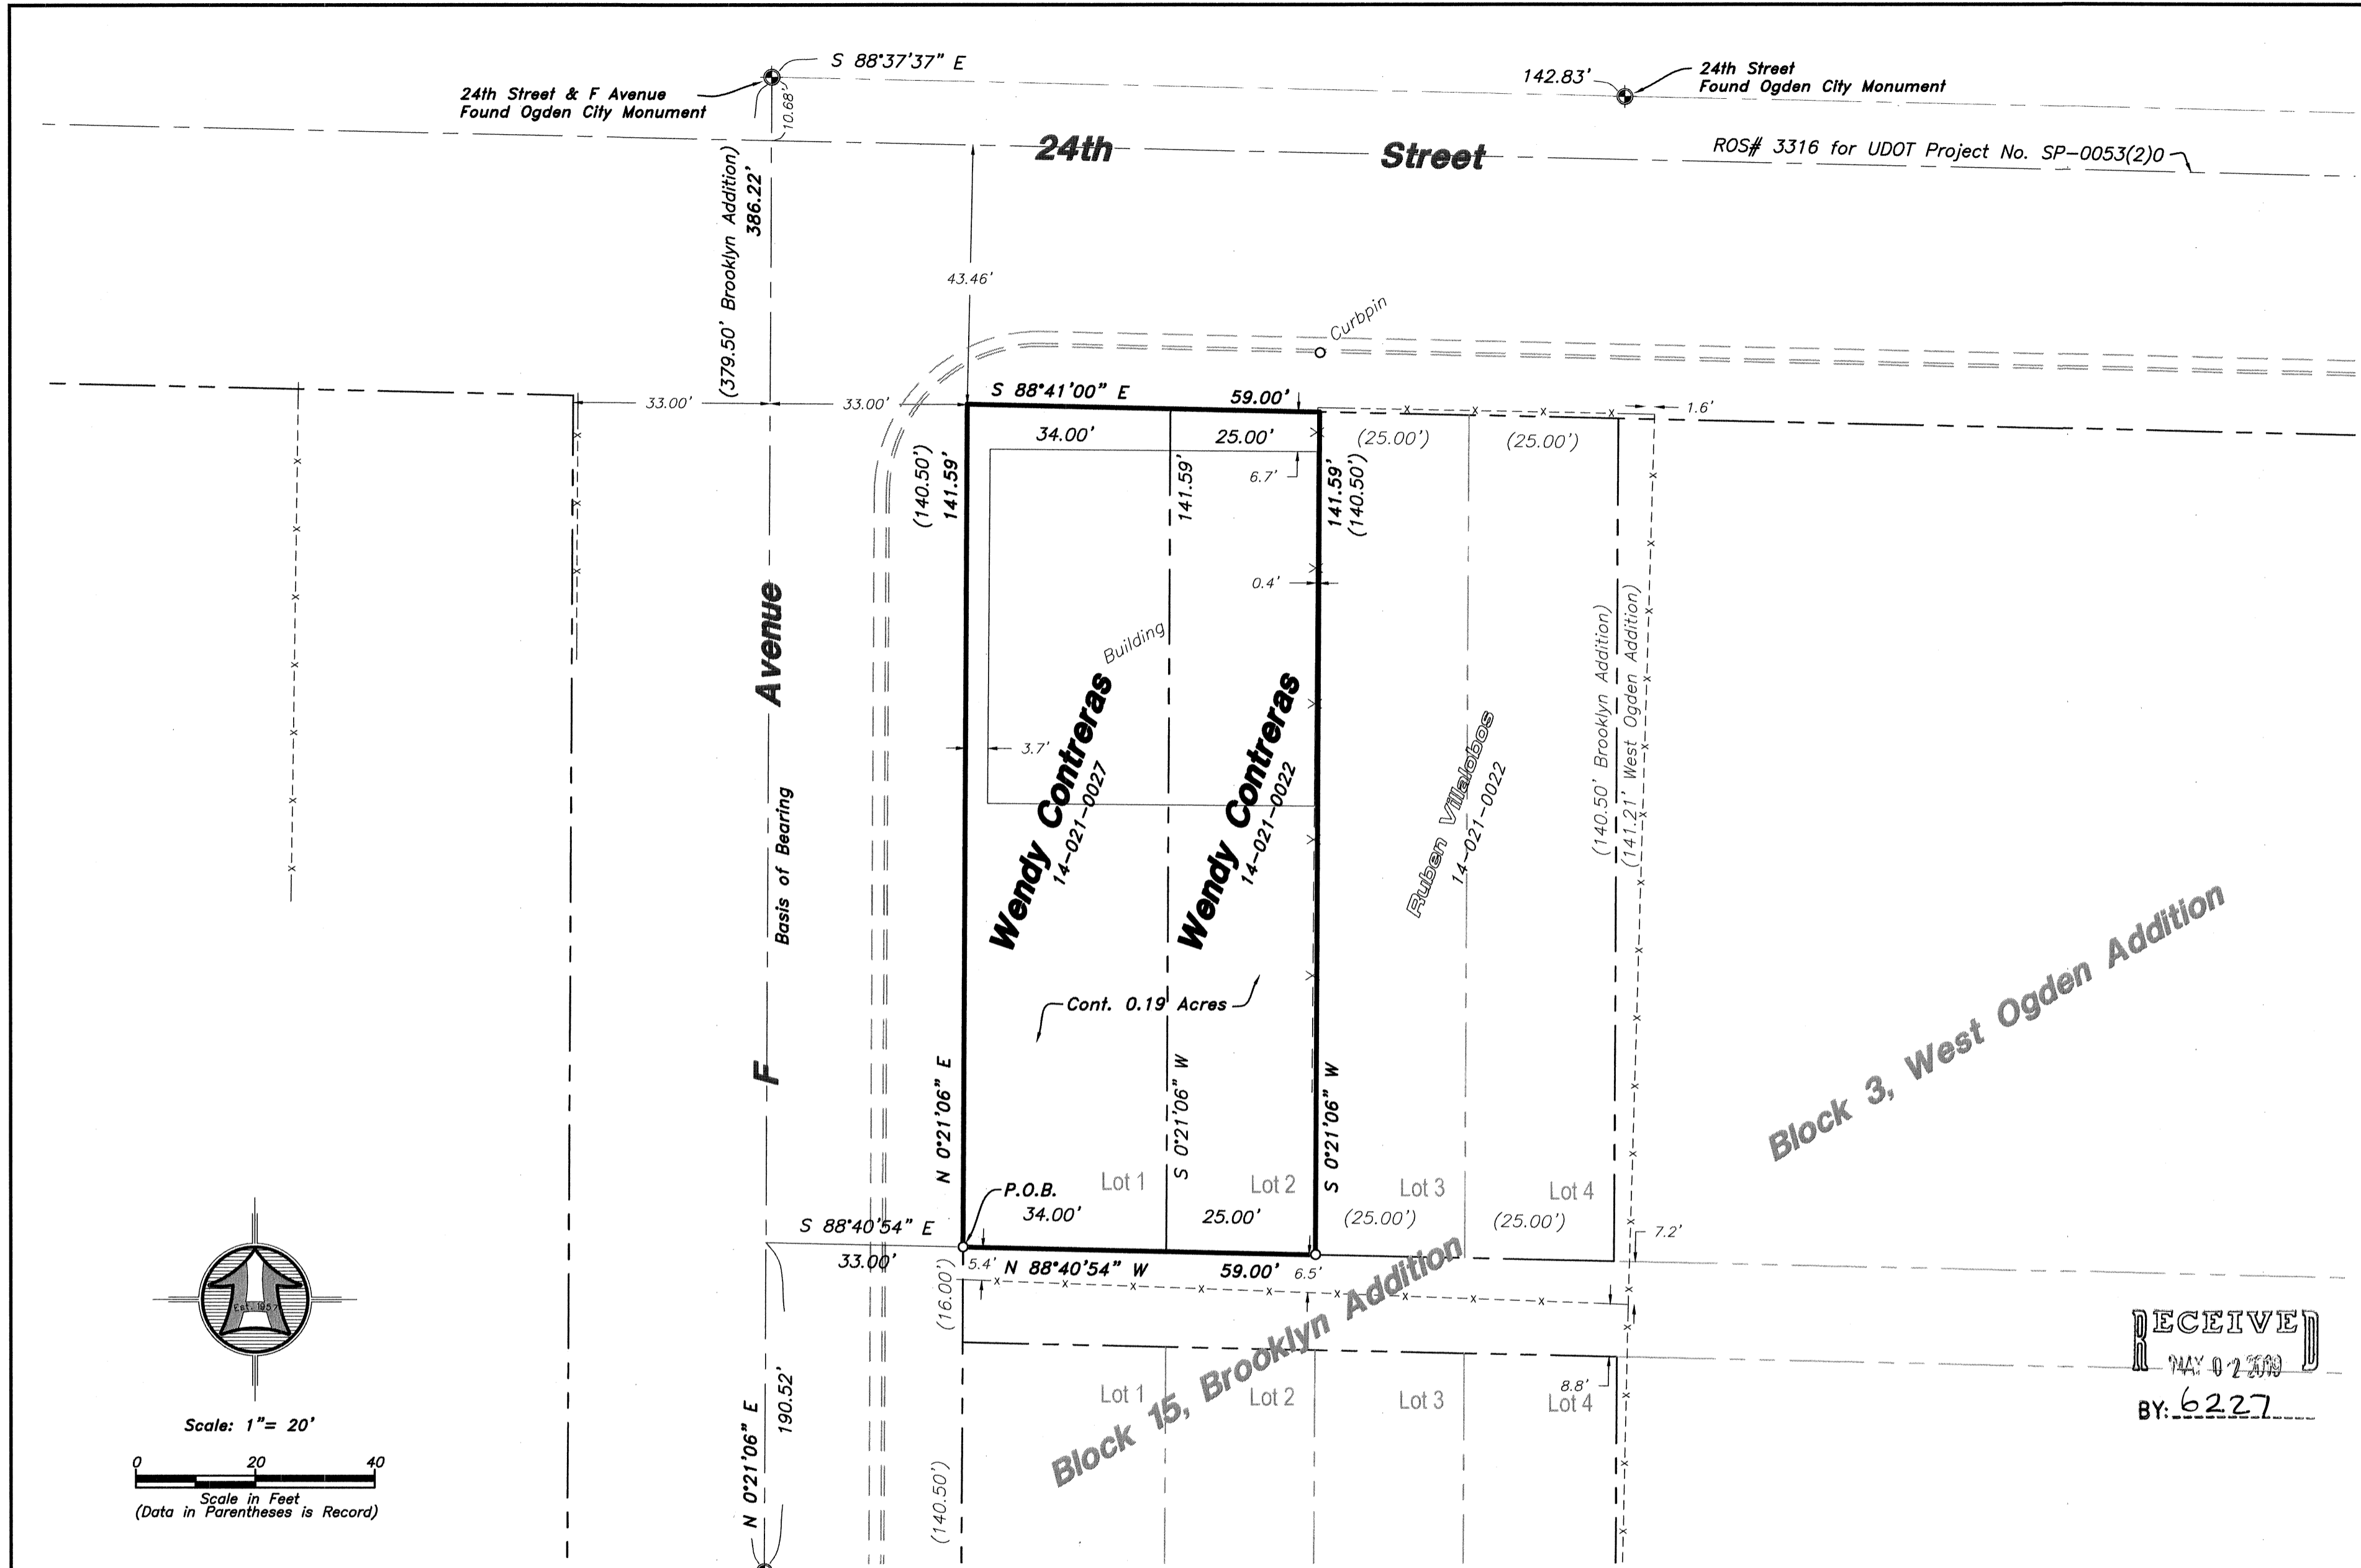 S 88°37'37" E
24th Street & F Avenue
Found Ogden City Monument
10.68'
142.83'
24th Street
Found Ogden City Monument
24th Street
ROS# 3316 for UDOT Project No. SP-0053(2)0
(379.50' Brooklyn Addition)
386.22'
43.46'
Curbpin
33.00'
33.00'
S 88°41'00" E
59.00'
1.6'
34.00'
25.00'
(25.00')
(25.00')
6.7'
(140.50')
141.59'
141.59'
141.59'
(140.50')
0.4'
F Avenue
Basis of Bearing
Building
3.7'
Wendy Contreras
14-021-0027
Wendy Contreras
14-021-0022
Ruben Villalobos
14-021-0022
(140.50' Brooklyn Addition)
(141.21' West Ogden Addition)
Block 3, West Ogden Addition
Cont. 0.19 Acres
N 0°21'06" E
S 0°21'06" W
S 0°21'06" W
Lot 1
Lot 2
Lot 3
Lot 4
P.O.B.
34.00'
25.00'
(25.00')
(25.00')
S 88°40'54" E
33.00'
5.4'
N 88°40'54" W
59.00'
6.5'
7.2'
(16.00')
Block 15, Brooklyn Addition
8.8'
Lot 1
Lot 2
Lot 3
Lot 4
190.52'
N 0°21'06" E
(140.50')
Est. 1957
Scale: 1"= 20'
0 20 40
Scale in Feet
(Data in Parentheses is Record)
RECEIVED
MAY 02
BY: 6227